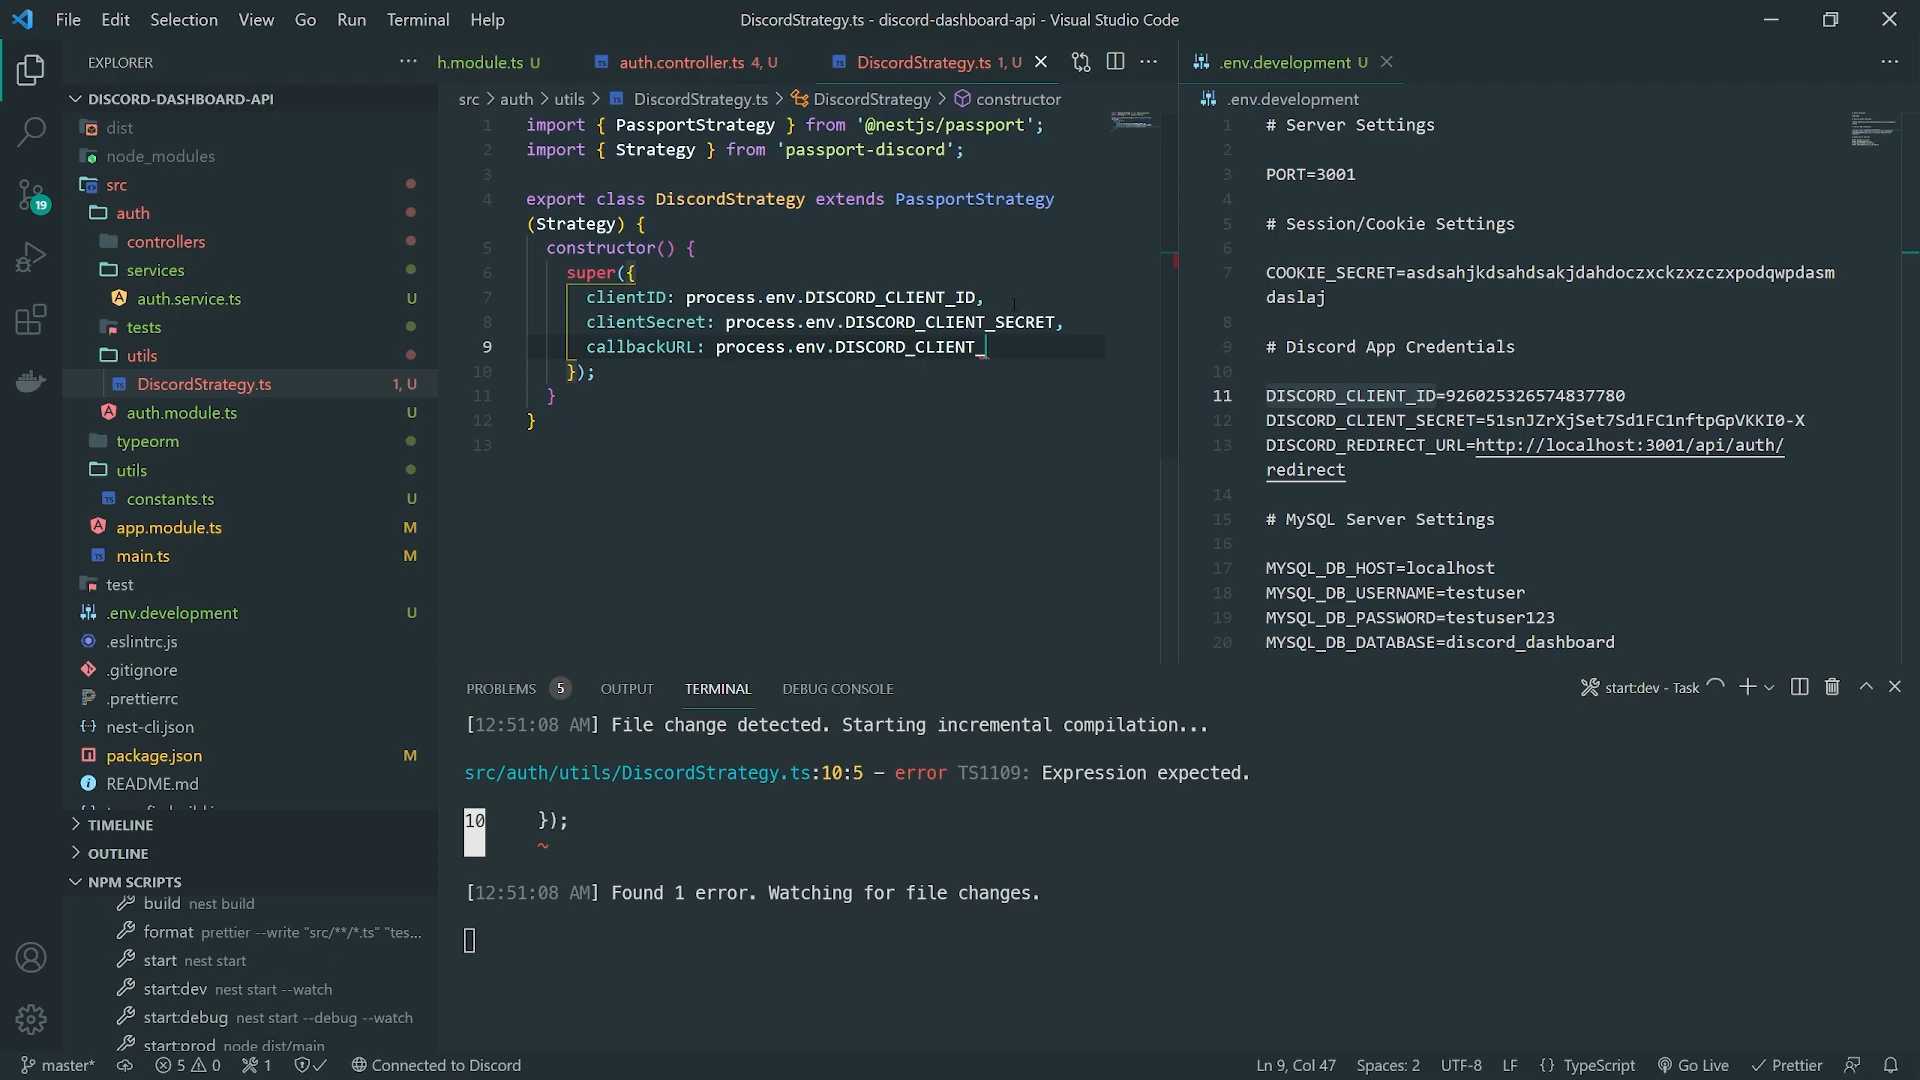 File Edit Selection View Go Run Terminal Help
DiscordStrategy.ts - discord-dashboard-api - Visual Studio Code
EXPLORER
DISCORD-DASHBOARD-API
dist
node_modules
src
auth
controllers
services
auth.service.ts U
tests
utils
DiscordStrategy.ts 1, U
auth.module.ts U
typeorm
utils
constants.ts U
app.module.ts M
main.ts M
test
.env.development U
.eslintrc.js
.gitignore
.prettierrc
nest-cli.json
package.json M
README.md
TIMELINE
OUTLINE
NPM SCRIPTS
build nest build
format prettier --write "src/**/*.ts" "tes...
start nest start
start:dev nest start --watch
start:debug nest start --debug --watch
start:prod node dist/main
19
h.module.ts U
auth.controller.ts 4, U
DiscordStrategy.ts 1, U
src > auth > utils > DiscordStrategy.ts > DiscordStrategy > constructor
1 import { PassportStrategy } from '@nestjs/passport';
2 import { Strategy } from 'passport-discord';
3
4 export class DiscordStrategy extends PassportStrategy
(Strategy) {
5 constructor() {
6 super({
7 clientID: process.env.DISCORD_CLIENT_ID,
8 clientSecret: process.env.DISCORD_CLIENT_SECRET,
9 callbackURL: process.env.DISCORD_CLIENT_
10 });
11 }
12 }
13
.env.development U
.env.development
1 # Server Settings
2
3 PORT=3001
4
5 # Session/Cookie Settings
6
7 COOKIE_SECRET=asdsahjkdsahdsakjdahdoczxckzxzczxpodqwpdasm
daslaj
8
9 # Discord App Credentials
10
11 DISCORD_CLIENT_ID=926025326574837780
12 DISCORD_CLIENT_SECRET=51snJZrXjSet7Sd1FC1nftpGpVKKI0-X
13 DISCORD_REDIRECT_URL=http://localhost:3001/api/auth/
redirect
14
15 # MySQL Server Settings
16
17 MYSQL_DB_HOST=localhost
18 MYSQL_DB_USERNAME=testuser
19 MYSQL_DB_PASSWORD=testuser123
20 MYSQL_DB_DATABASE=discord_dashboard
PROBLEMS 5 OUTPUT TERMINAL DEBUG CONSOLE
start:dev - Task
[12:51:08 AM] File change detected. Starting incremental compilation...
src/auth/utils/DiscordStrategy.ts:10:5 - error TS1109: Expression expected.
10 });
~
[12:51:08 AM] Found 1 error. Watching for file changes.
master* 5 0 1 Connected to Discord
Ln 9, Col 47 Spaces: 2 UTF-8 LF {} TypeScript Go Live Prettier